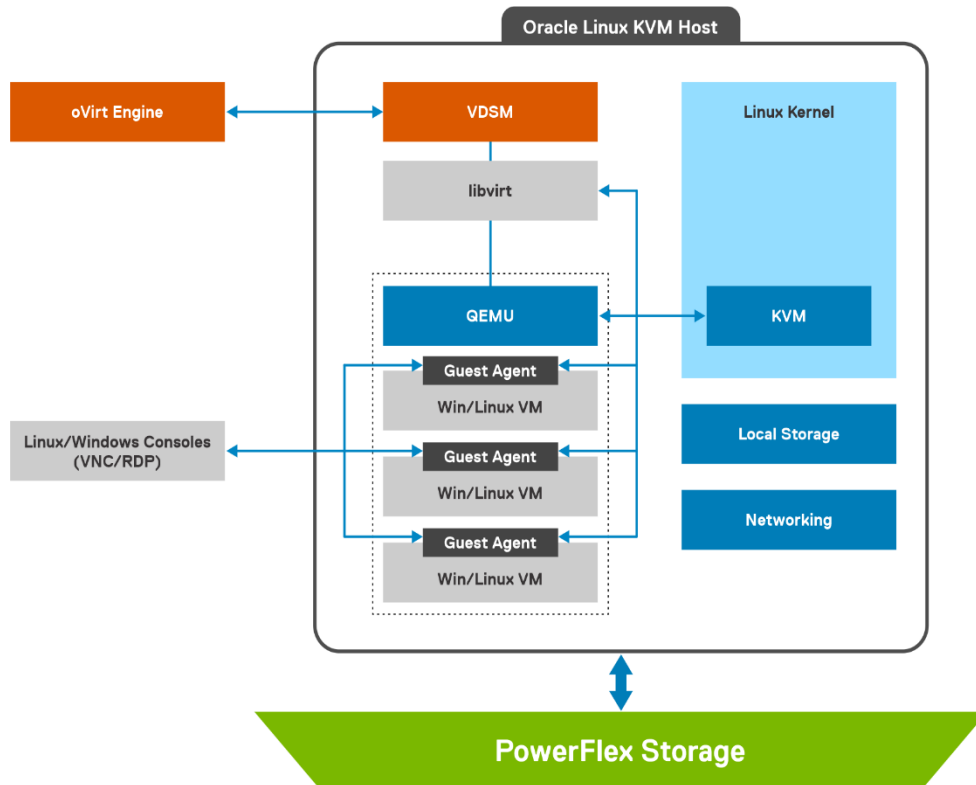 Oracle Linux KVM Host
oVirt Engine
VDSM
Linux Kernel
libvirt
QEMU
KVM
Guest Agent
Win/Linux VM
Linux/Windows Consoles
(VNC/RDP)
Guest Agent
Win/Linux VM
Local Storage
Guest Agent
Win/Linux VM
Networking
PowerFlex Storage